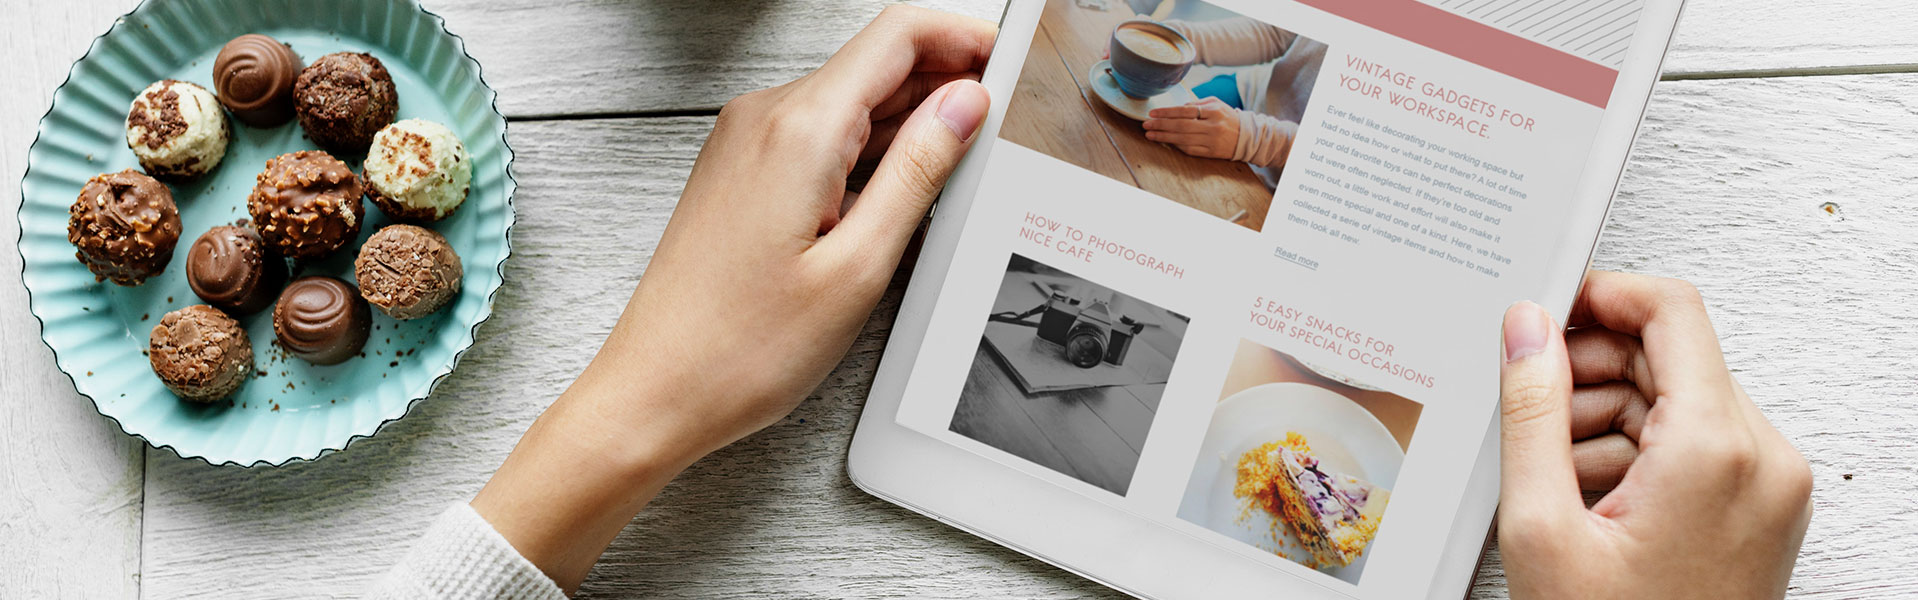 VINTAGE GADGETS FOR
YOUR WORKSPACE.
Ever feel like decorating your working space but
had no idea how or what to put there? A lot of time
your old favorite toys can be perfect decorations
but were often neglected. If they're too old and
worn out, a little work and effort will also make it
even more special and one of a kind. Here, we have
collected a serie of vintage items and how to make
them look all new.
Read more
HOW TO PHOTOGRAPH
NICE CAFE
5 EASY SNACKS FOR
YOUR SPECIAL OCCASIONS